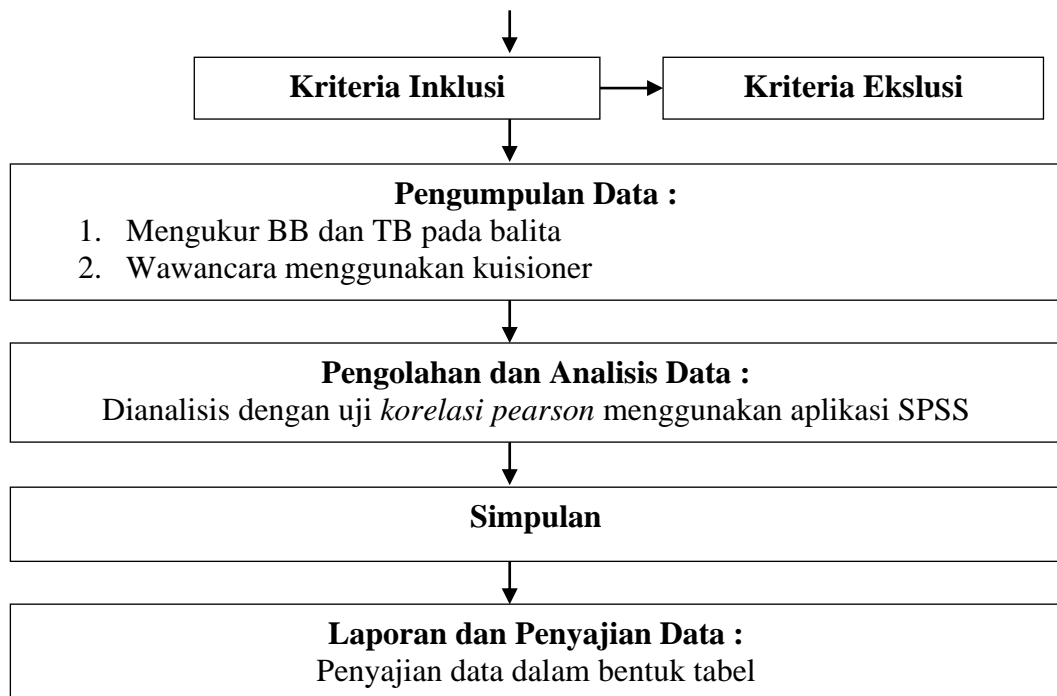 Kriteria Inklusi
Kriteria Ekslusi
Pengumpulan Data :
1. Mengukur BB dan TB pada balita
2. Wawancara menggunakan kuisioner
Pengolahan dan Analisis Data :
Dianalisis dengan uji korelasi pearson menggunakan aplikasi SPSS
Simpulan
Laporan dan Penyajian Data :
Penyajian data dalam bentuk tabel